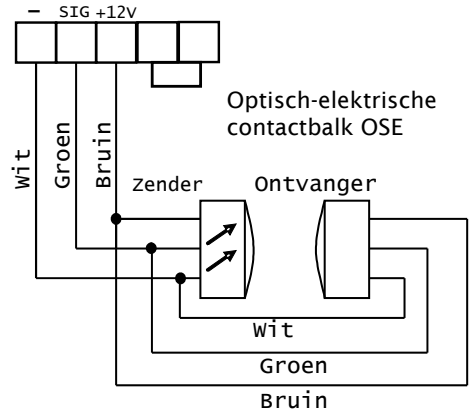 – SIG +12V
Optisch-elektrische
contactbalk OSE
Wit
Groen
Bruin
Zender
Ontvanger
Wit
Groen
Bruin